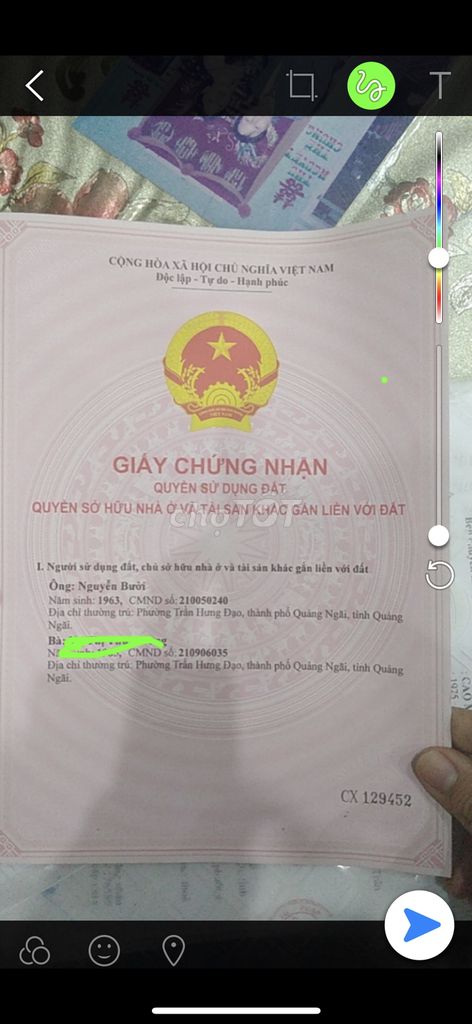 T
CỘNG HÒA XÃ HỘI CHỦ NGHĨA VIỆT NAM
Độc lập - Tự do - Hạnh phúc
VIỆT NAM
GIẤY CHỨNG NHẬN
QUYỀN SỬ DỤNG ĐẤT
QUYỀN SỞ HỮU NHÀ Ở VÀ TÀI SẢN KHÁC GẮN LIỀN VỚI ĐẤT
CHỢ TỐT
I. Người sử dụng đất, chủ sở hữu nhà ở và tài sản khác gắn liền với đất
Ông: Nguyễn Bưởi
Năm sinh: 1963, CMND số: 210050240
Địa chỉ thường trú: Phường Trần Hưng Đạo, thành phố Quảng Ngãi, tỉnh Quảng
Ngãi.
Bà:
CMND số: 210906035
Địa chỉ thường trú: Phường Trần Hưng Đạo, thành phố Quảng Ngãi, tỉnh Quảng
Ngãi.
CX 129452